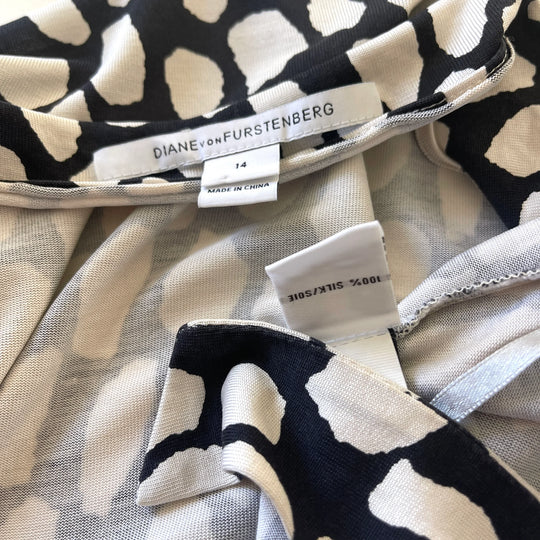 DIANE VON FURSTENBERG
14
MADE IN CHINA
100% SILK/SOIE